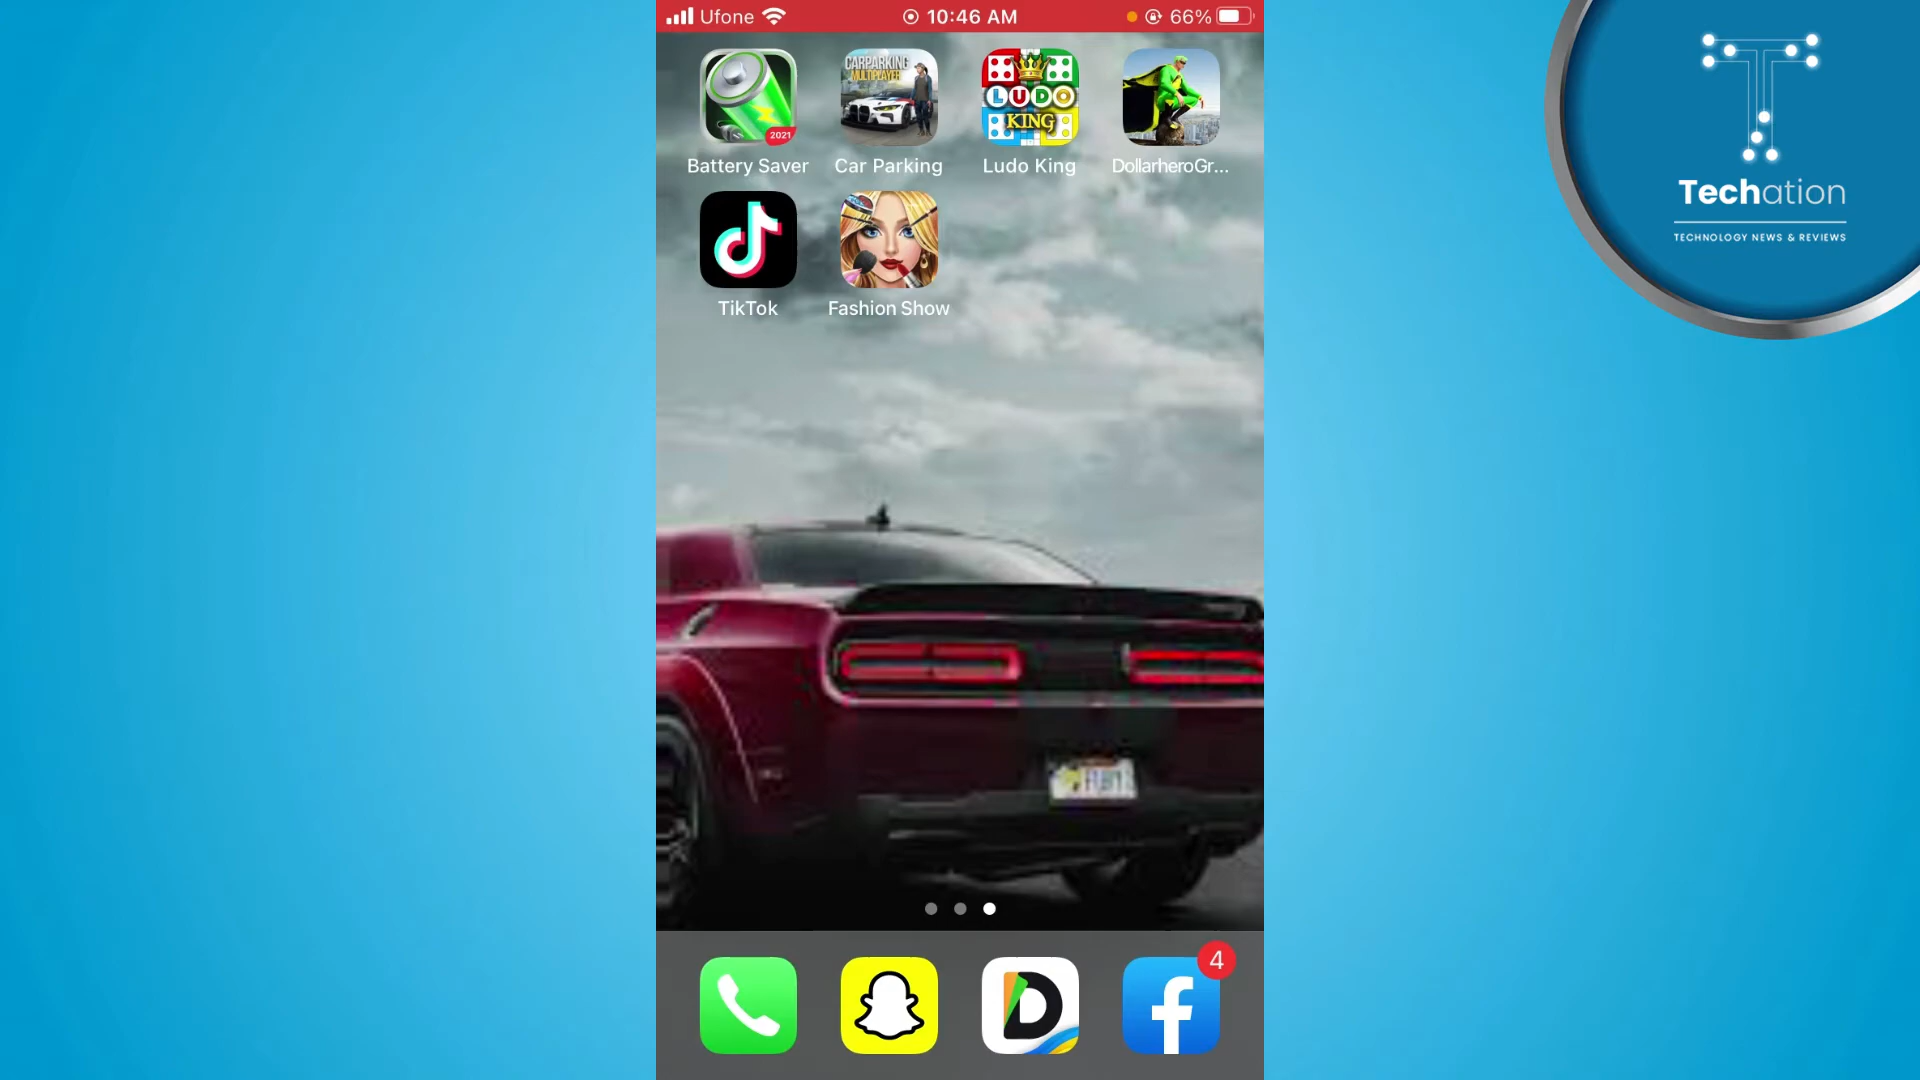 Ufone 10:46 AM 66%
CARPARKING
MULTIPLAYER
LUDO
KING
2021
Battery Saver Car Parking Ludo King DollarheroGr...
TikTok Fashion Show
4
Techation
TECHNOLOGY NEWS & REVIEWS